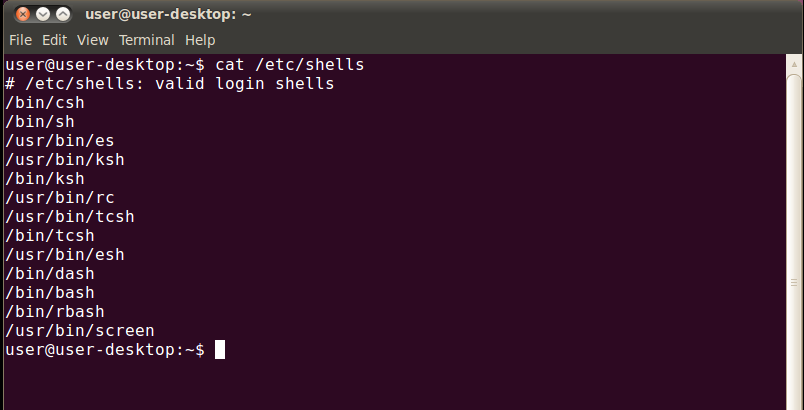 user@user-desktop: ~
File Edit View Terminal Help
user@user-desktop:~$ cat /etc/shells
# /etc/shells: valid login shells
/bin/csh
/bin/sh
/usr/bin/es
/usr/bin/ksh
/bin/ksh
/usr/bin/rc
/usr/bin/tcsh
/bin/tcsh
/usr/bin/esh
/bin/dash
/bin/bash
/bin/rbash
/usr/bin/screen
user@user-desktop:~$